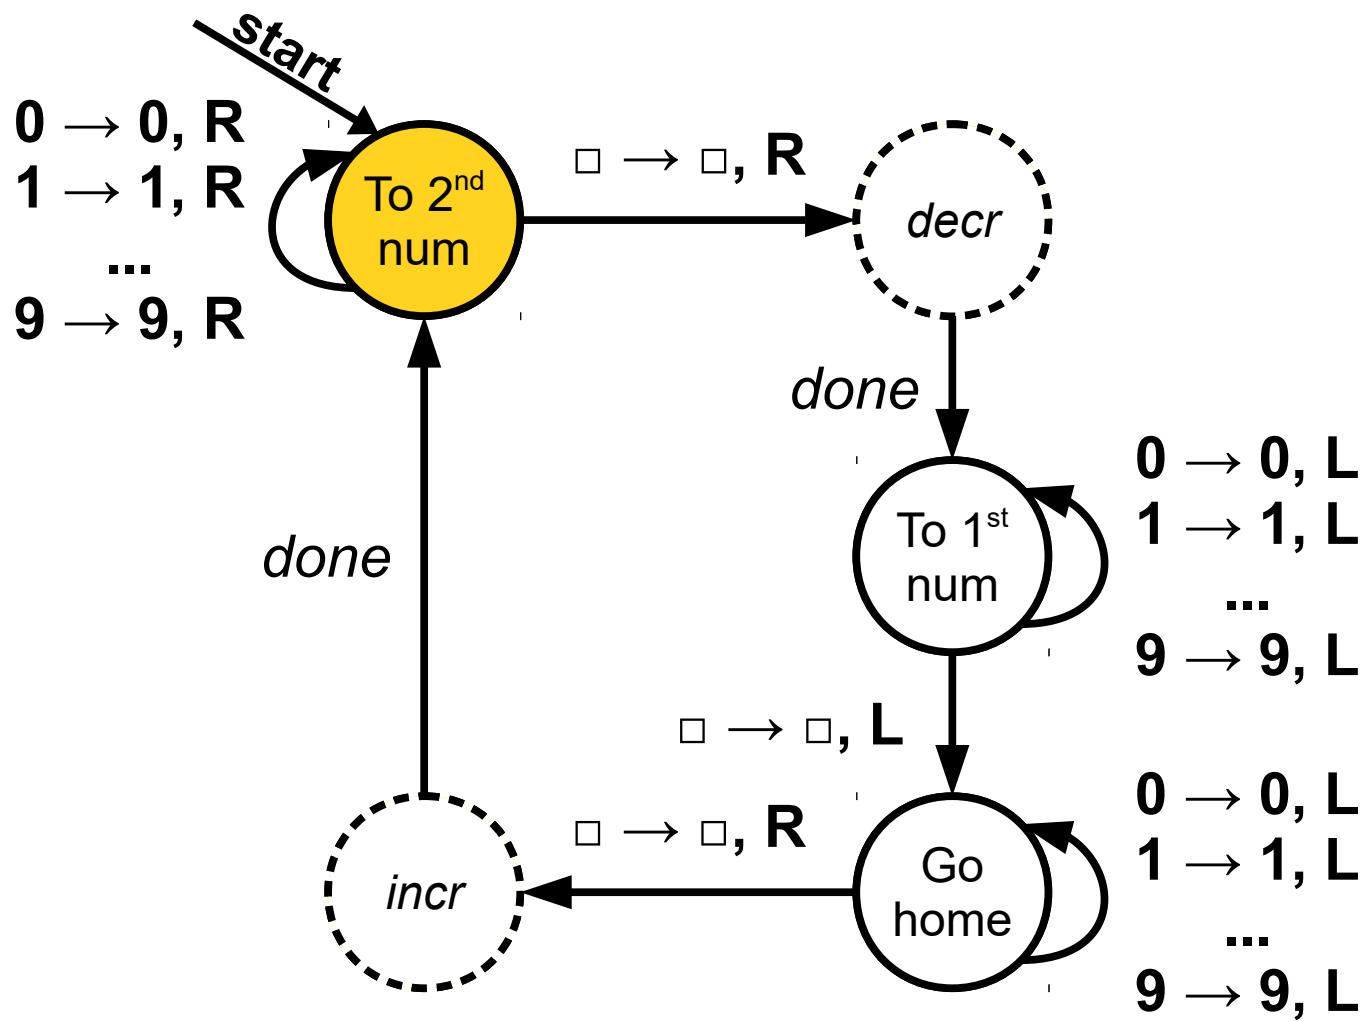 start
0 → 0, R
1 → 1, R
...
9 → 9, R
To 2nd
num
□ → □, R
decr
done
0 → 0, L
1 → 1, L
...
9 → 9, L
To 1st
num
done
□ → □, L
□ → □, R
incr
Go
home
0 → 0, L
1 → 1, L
...
9 → 9, L